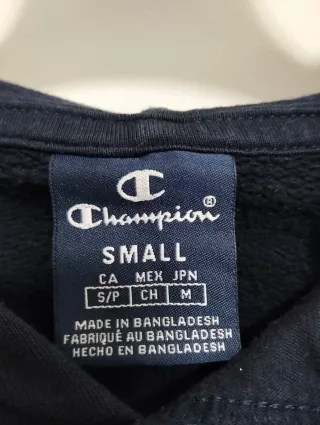 Champion®
SMALL
CA MEX JPN
S/P CH M
MADE IN BANGLADESH
FABRIQUÉ AU BANGLADESH
HECHO EN BANGLADESH